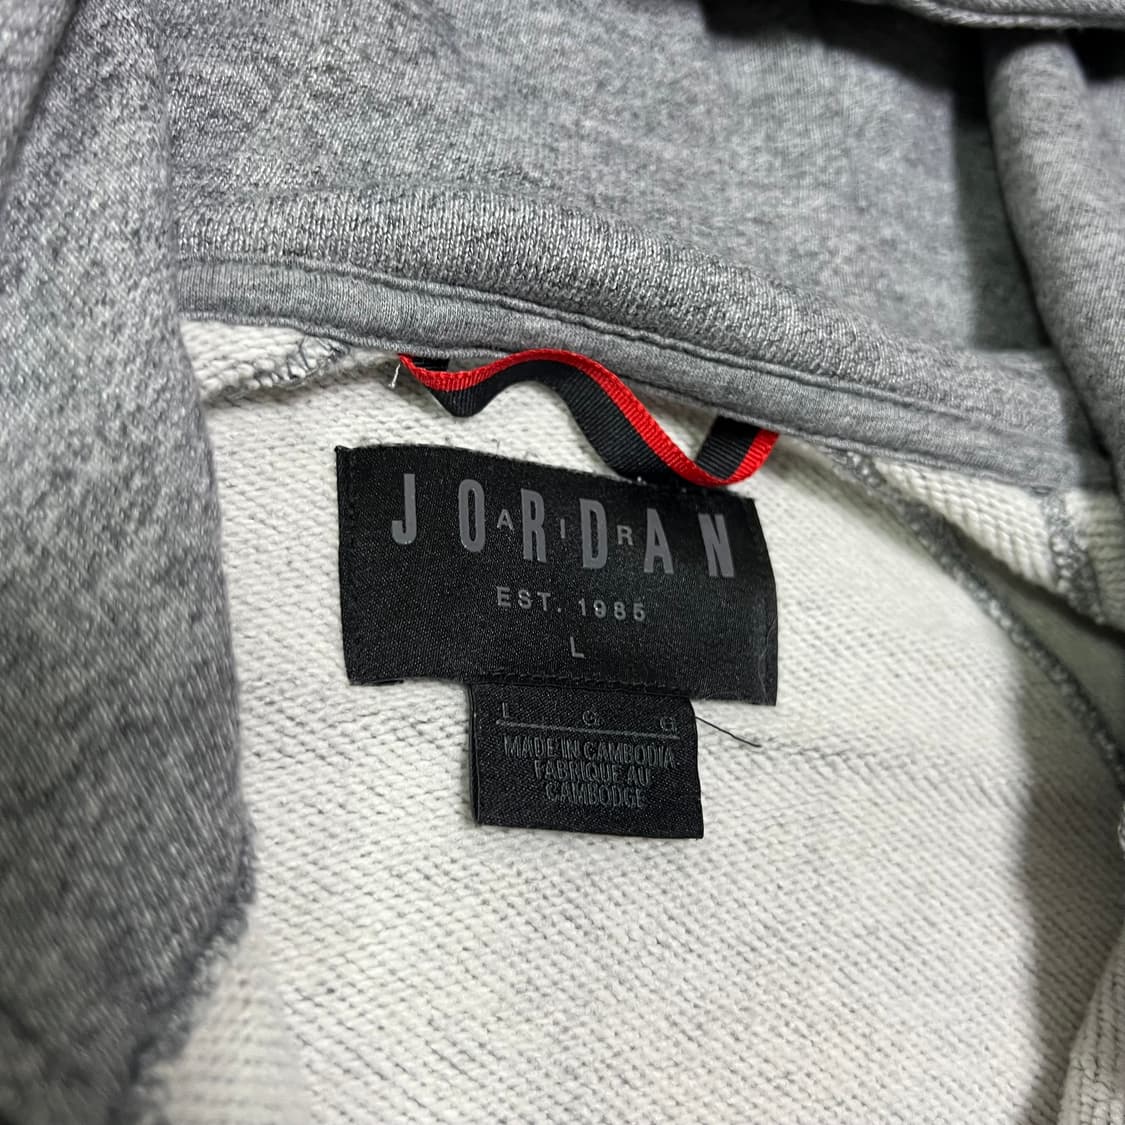 JORDAN
AIR
EST. 1985
L
L G G
MADE IN CAMBODIA
FABRIQUE AU
CAMBODGE